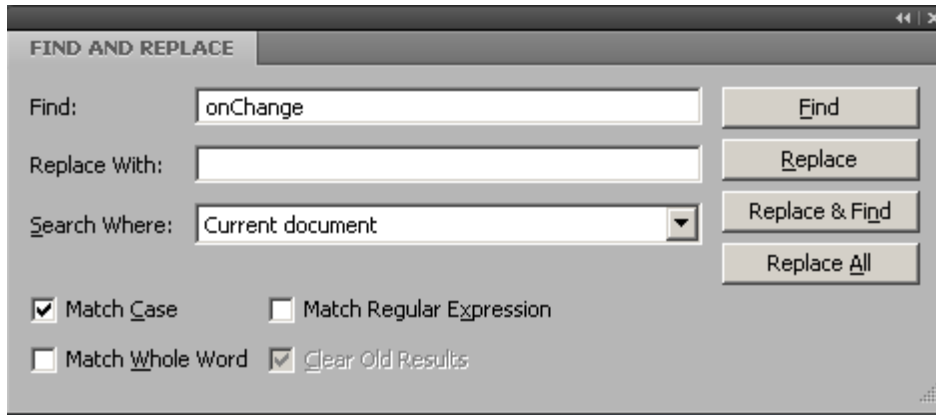 FIND AND REPLACE
Find: onChange Find
Replace With: Replace
Search Where: Current document Replace & Find
Replace All
Match Case Match Regular Expression
Match Whole Word Clear Old Results